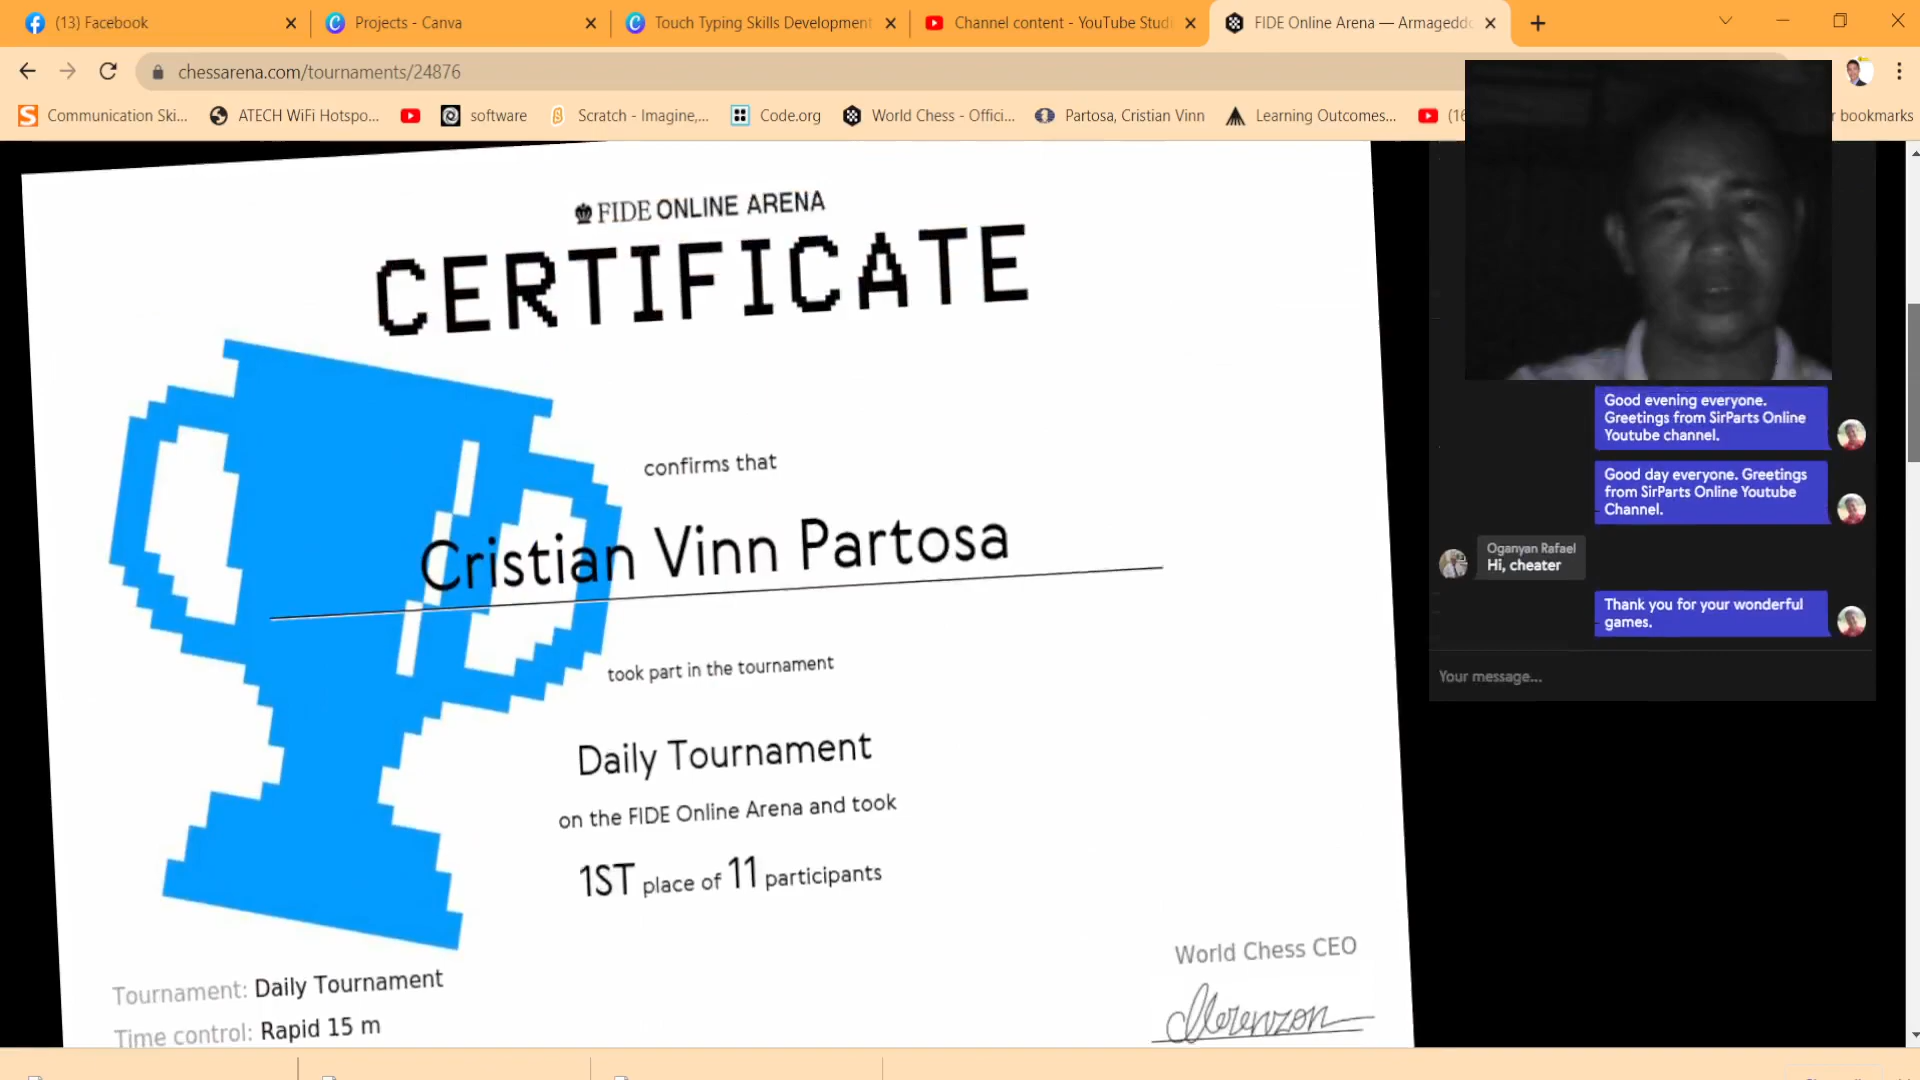 (13) Facebook
Projects - Canva
Touch Typing Skills Development
Channel content - YouTube Studi
FIDE Online Arena — Armageddo
chessarena.com/tournaments/24876
Communication Ski...
ATECH WiFi Hotspo...
software
Scratch - Imagine,...
Code.org
World Chess - Offici...
Partosa, Cristian Vinn
Learning Outcomes...
(16
r bookmarks
FIDE ONLINE ARENA
CERTIFICATE
confirms that
Cristian Vinn Partosa
took part in the tournament
Daily Tournament
on the FIDE Online Arena and took
1ST place of 11 participants
World Chess CEO
Merenzon
Tournament: Daily Tournament
Time control: Rapid 15 m
Good evening everyone.
Greetings from SirParts Online
Youtube channel.
Good day everyone. Greetings
from SirParts Online Youtube
Channel.
Oganyan Rafael
Hi, cheater
Thank you for your wonderful
games.
Your message...